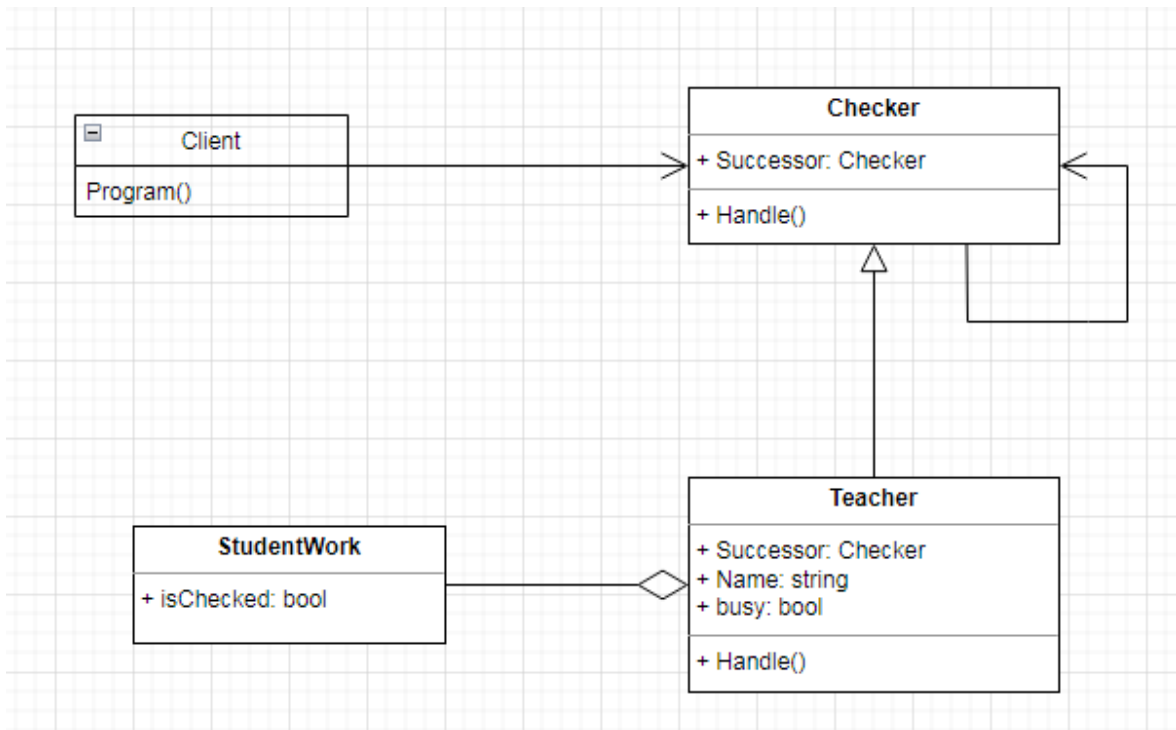 Client
Program()
Checker
+ Successor: Checker
+ Handle()
StudentWork
+ isChecked: bool
Teacher
+ Successor: Checker
+ Name: string
+ busy: bool
+ Handle()